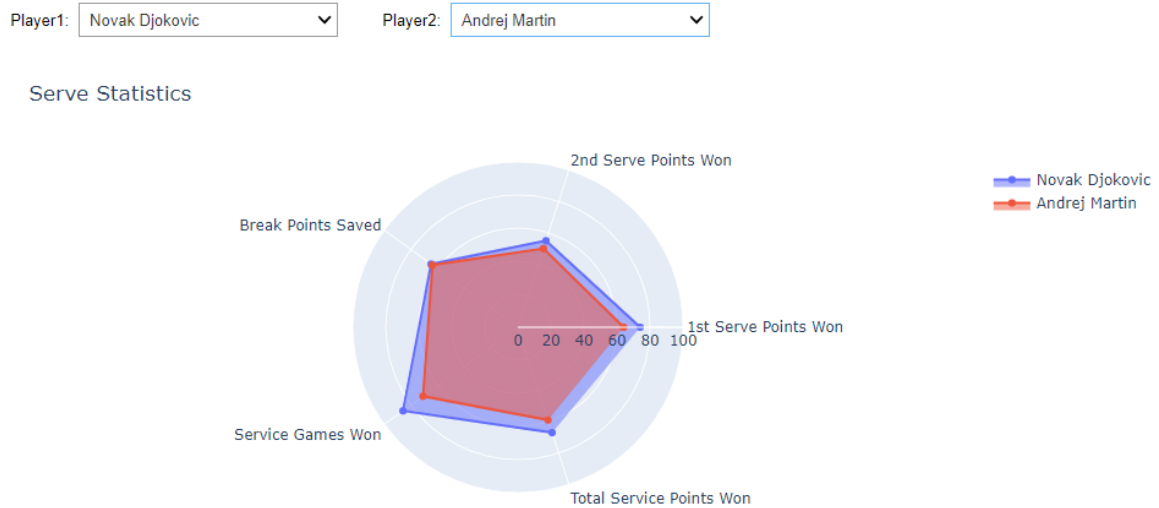 Player1: Novak Djokovic Player2: Andrej Martin
Serve Statistics
2nd Serve Points Won
Novak Djokovic
Andrej Martin
Break Points Saved
1st Serve Points Won
0 20 40 60 80 100
Service Games Won
Total Service Points Won